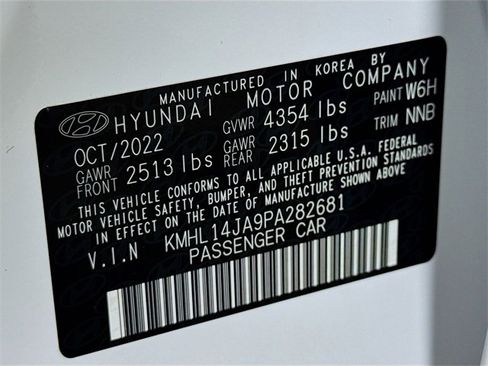 MANUFACTURED IN KOREA BY
HYUNDAI MOTOR COMPANY
OCT/2022 GVWR 4354 lbs PAINT W6H
GAWR FRONT 2513 lbs GAWR REAR 2315 lbs TRIM NNB
THIS VEHICLE CONFORMS TO ALL APPLICABLE U.S.A. FEDERAL
MOTOR VEHICLE SAFETY, BUMPER, AND THEFT PREVENTION STANDARDS
IN EFFECT ON THE DATE OF MANUFACTURE SHOWN ABOVE
V.I.N KMHL14JA9PA282681
PASSENGER CAR